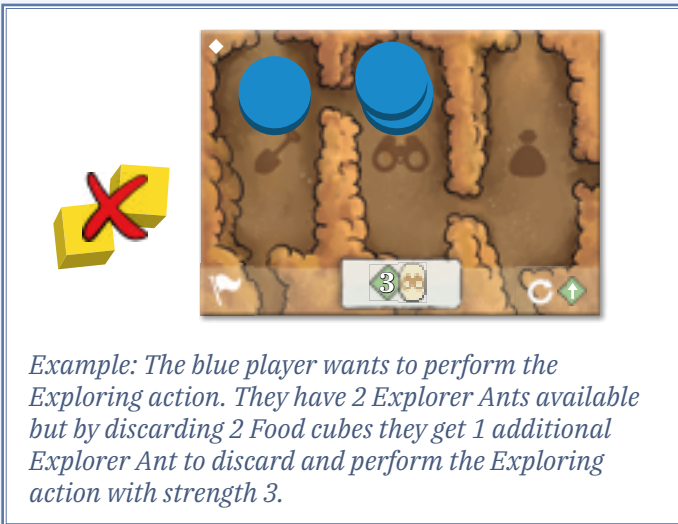 3
Example: The blue player wants to perform the
Exploring action. They have 2 Explorer Ants available
but by discarding 2 Food cubes they get 1 additional
Explorer Ant to discard and perform the Exploring
action with strength 3.